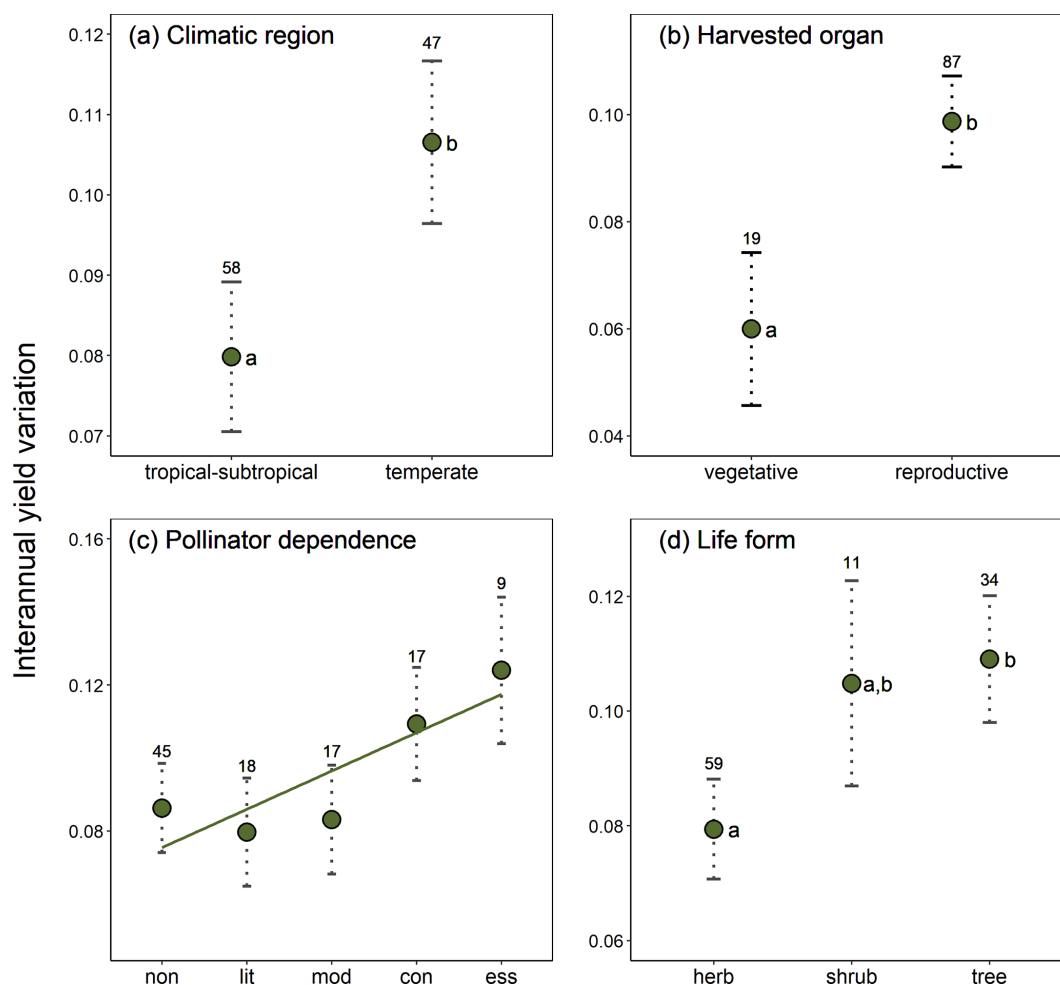 (a) Climatic region
0.12
0.11
0.10
0.09
0.08
0.07
47
b
58
a
tropical-subtropical
temperate
(b) Harvested organ
0.10
0.08
0.06
0.04
87
b
19
a
vegetative
reproductive
Interannual yield variation
(c) Pollinator dependence
0.16
0.12
0.08
45
18
17
17
9
non
lit
mod
con
ess
(d) Life form
0.12
0.10
0.08
0.06
59
a
11
a,b
34
b
herb
shrub
tree